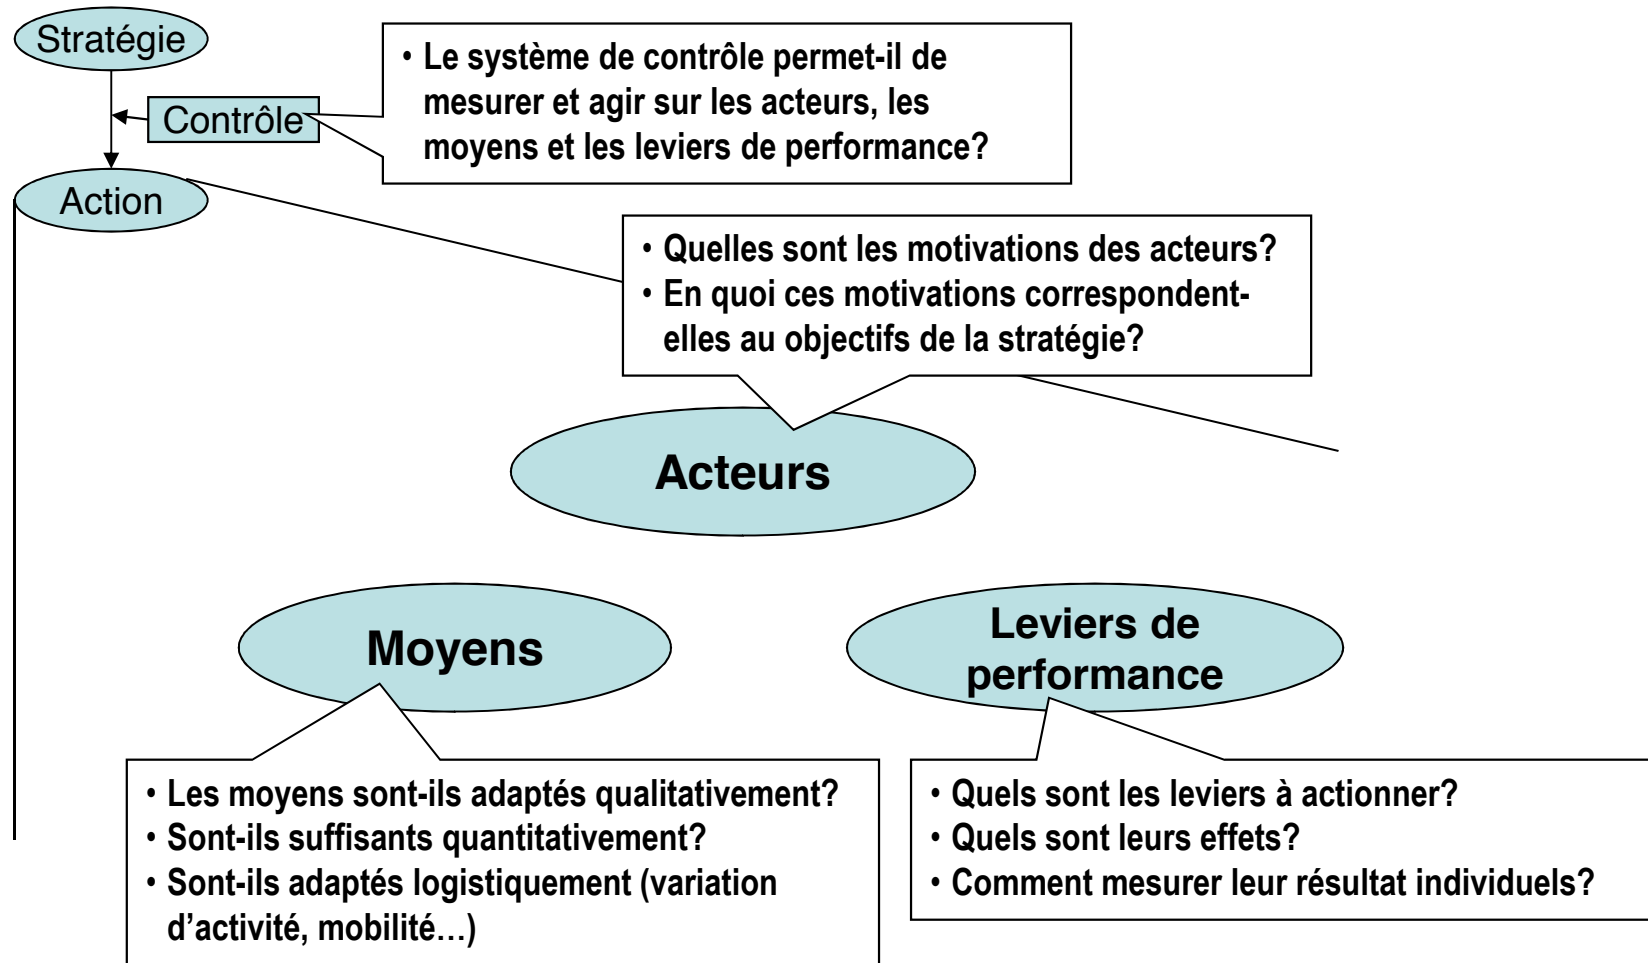 Stratégie
Contrôle
Action
• Le système de contrôle permet-il de
mesurer et agir sur les acteurs, les
moyens et les leviers de performance?
• Quelles sont les motivations des acteurs?
• En quoi ces motivations correspondent-
elles au objectifs de la stratégie?
Acteurs
Moyens
Leviers de
performance
• Les moyens sont-ils adaptés qualitativement?
• Sont-ils suffisants quantitativement?
• Sont-ils adaptés logistiquement (variation
d’activité, mobilité…)
• Quels sont les leviers à actionner?
• Quels sont leurs effets?
• Comment mesurer leur résultat individuels?